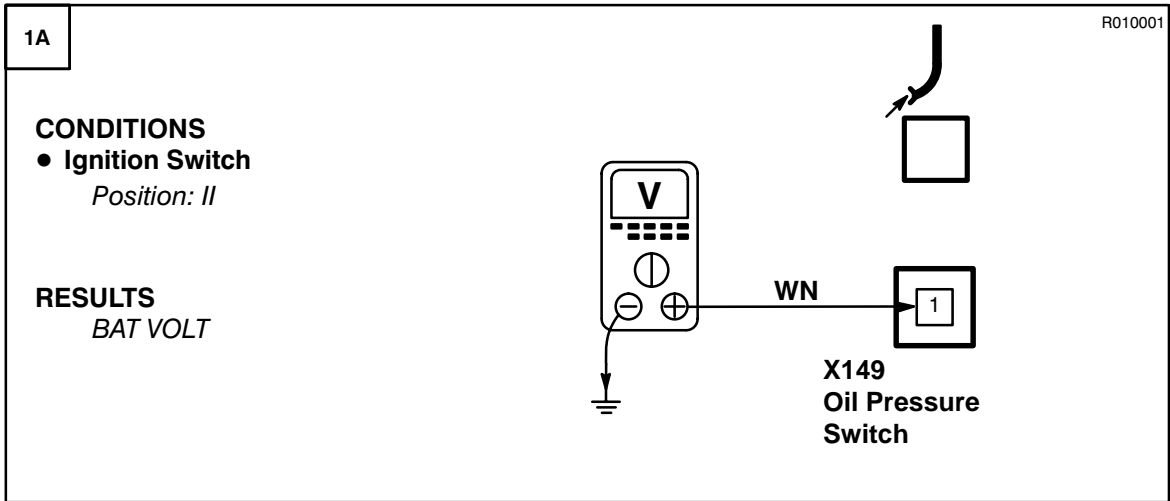 1A
R010001
CONDITIONS
● Ignition Switch
Position: II
RESULTS
BAT VOLT
V
WN
1
X149
Oil Pressure
Switch